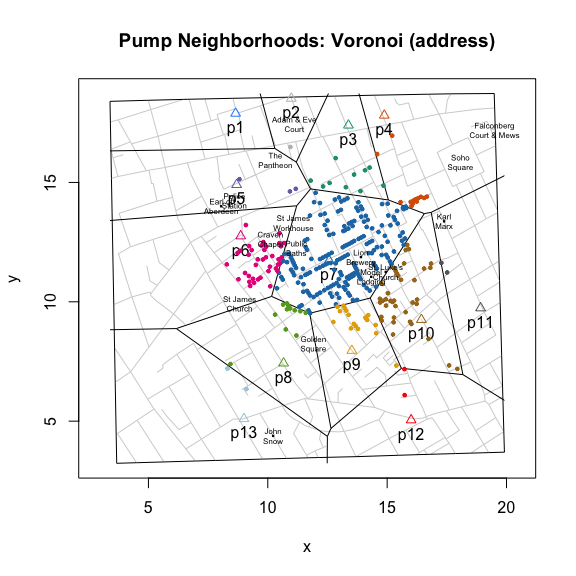 Pump Neighborhoods: Voronoi (address)
p1
p2
Adam & Eve
Court
p3
p4
Falconberg
Court & Mews
The
Pantheon
Soho
Square
p5
Station
Aberdeen
Karl
Marx
St James
Workhouse
Craven
Chapel
Public
Baths
p6
Lion
Brewery
Model
Lodging
St Luke's
Church
p7
St James
Church
p8
Golden
Square
p9
p10
p11
p12
p13
John
Snow
5
10
15
20
x
5
10
15
y